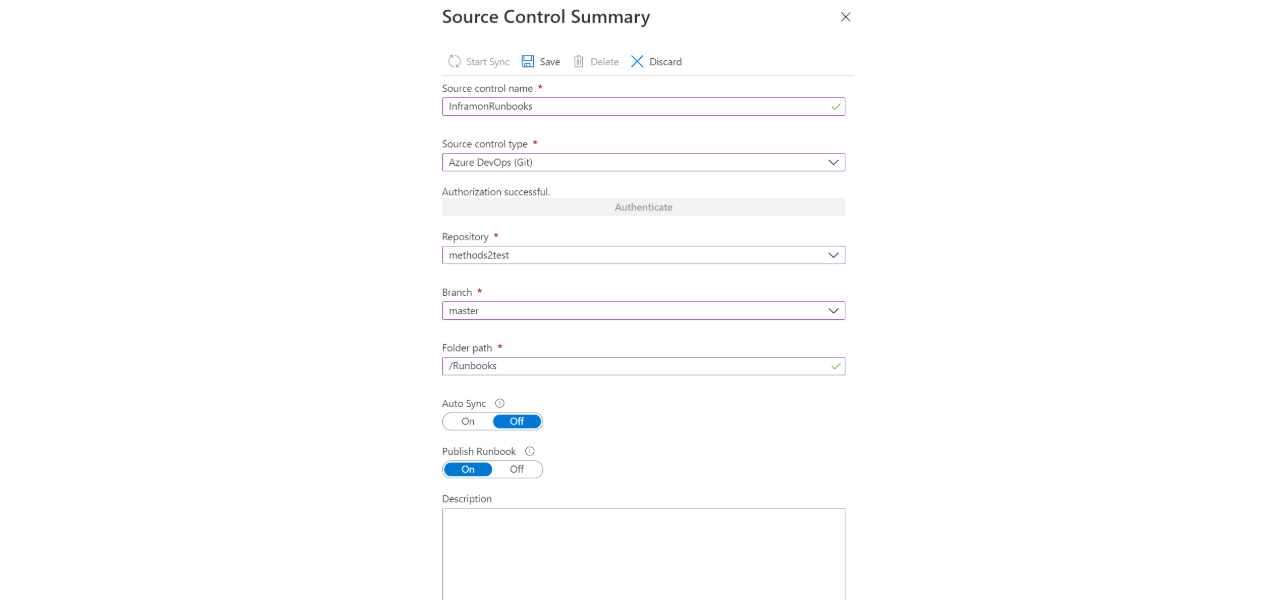 Source Control Summary
Start Sync Save Delete Discard
Source control name *
InframonRunbooks
Source control type *
Azure DevOps (Git)
Authorization successful.
Authenticate
Repository *
methods2test
Branch *
master
Folder path *
/Runbooks
Auto Sync
On Off
Publish Runbook
On Off
Description